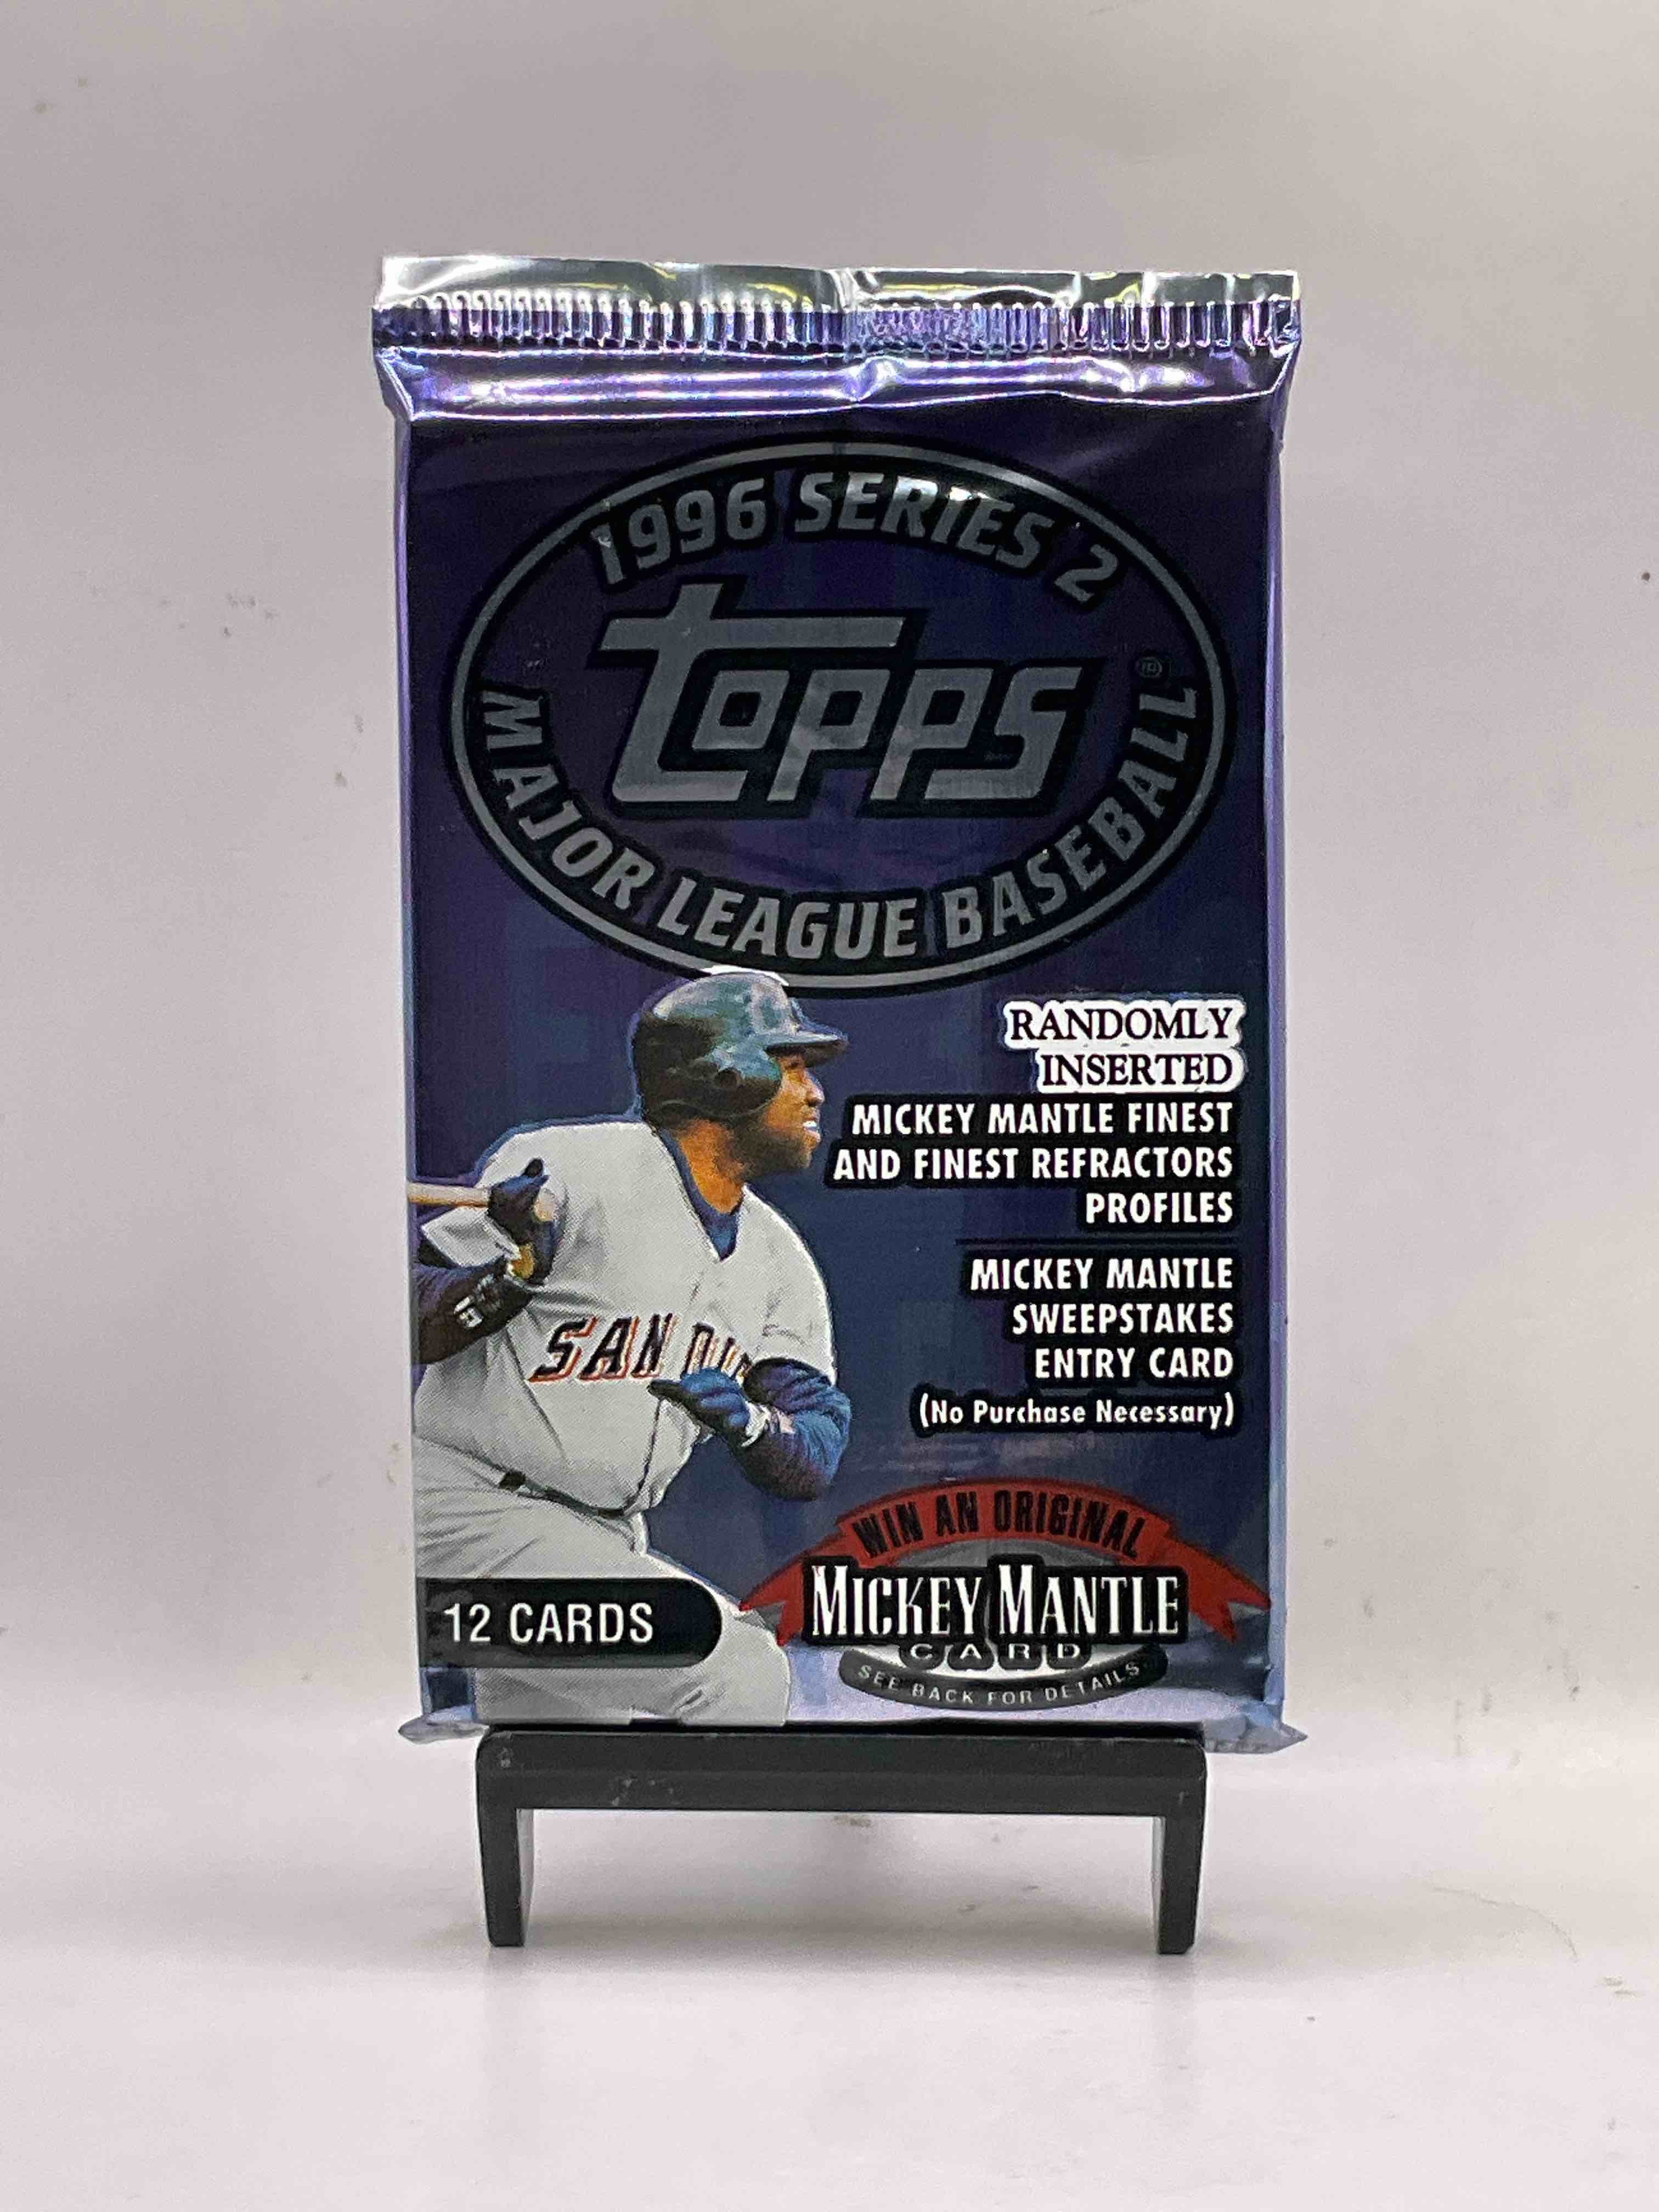 1996 SERIES 2
topps®
MAJOR LEAGUE BASEBALL
RANDOMLY
INSERTED
MICKEY MANTLE FINEST
AND FINEST REFRACTORS
PROFILES
MICKEY MANTLE
SWEEPSTAKES
ENTRY CARD
(No Purchase Necessary)
SAN DI
WIN AN ORIGINAL
MICKEY MANTLE
CARD
SEE BACK FOR DETAILS
12 CARDS